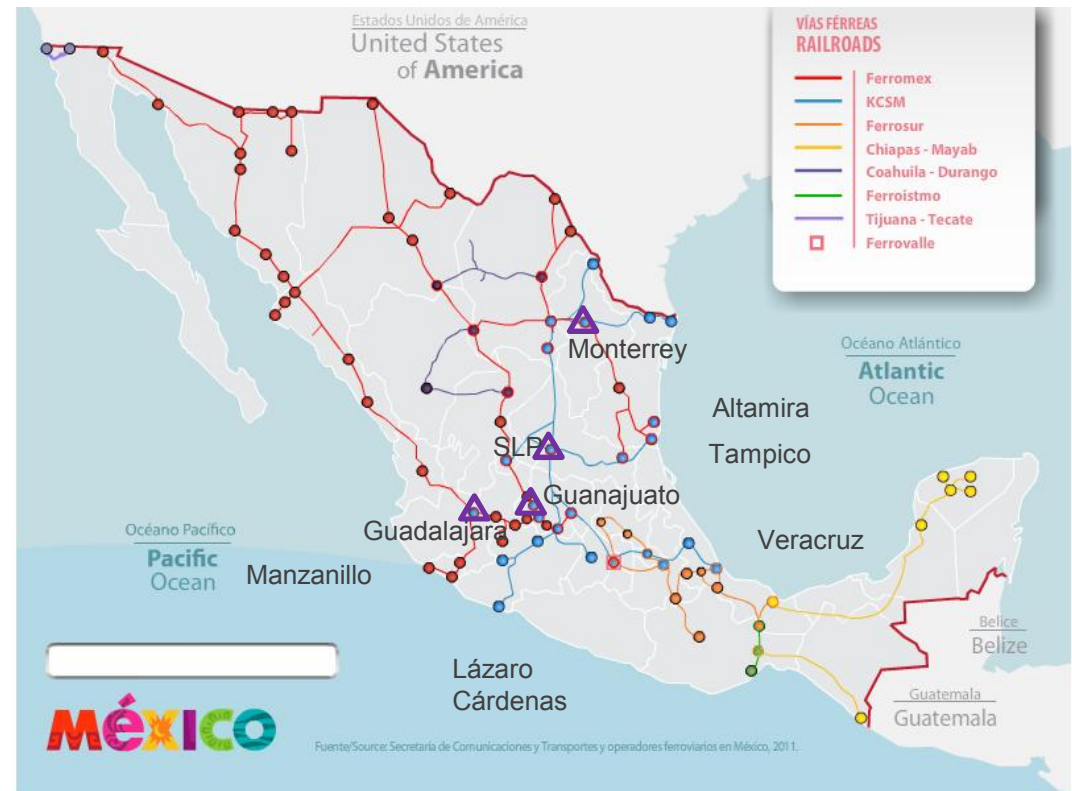 Estados Unidos de América
United States
of America
VÍAS FÉRREAS
RAILROADS
Ferromex
KCSM
Ferrosur
Chiapas - Mayab
Coahuila - Durango
Ferroistmo
Tijuana - Tecate
Ferrovalle
Océano Atlántico
Atlantic
Ocean
Monterrey
Altamira
SLP
Tampico
Guanajuato
Guadalajara
Océano Pacífico
Pacific
Ocean
Manzanillo
Veracruz
Belice
Belize
Lázaro
Cárdenas
Guatemala
Guatemala
MéxICO
Fuente/Source: Secretaría de Comunicaciones y Transportes y operadores ferroviarios en México, 2011.